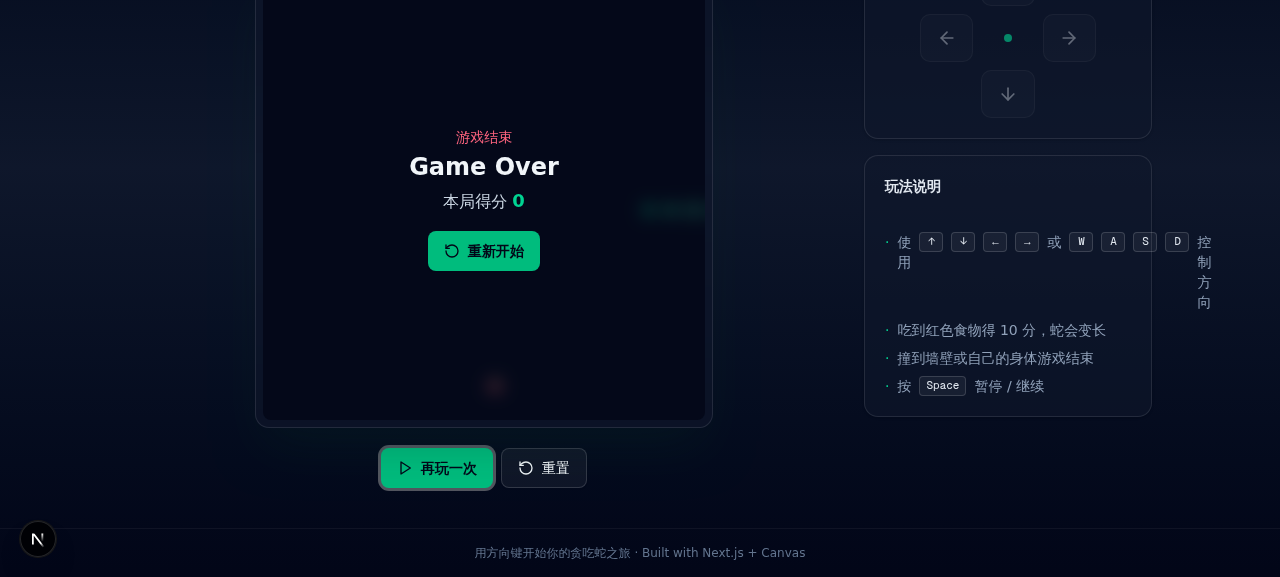 游戏结束
Game Over
本局得分 0
重新开始
再玩一次
重置
玩法说明
· 使用 ↑ ↓ ← → 或 W A S D 控制方向
· 吃到红色食物得 10 分，蛇会变长
· 撞到墙壁或自己的身体游戏结束
· 按 Space 暂停 / 继续
N
用方向键开始你的贪吃蛇之旅 · Built with Next.js + Canvas